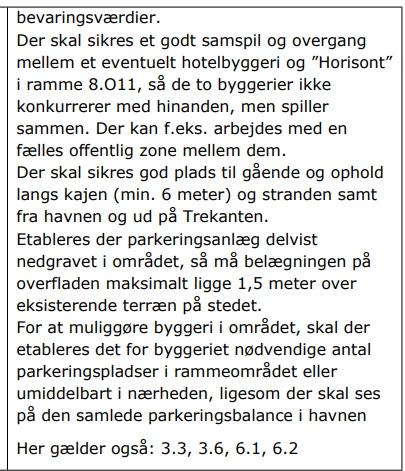 bevaringsværdier.
Der skal sikres et godt samspil og overgang
mellem et eventuelt hotelbyggeri og ”Horisont”
i ramme 8.O11, så de to byggerier ikke
konkurrerer med hinanden, men spiller
sammen. Der kan f.eks. arbejdes med en
fælles offentlig zone mellem dem.
Der skal sikres god plads til gående og ophold
langs kajen (min. 6 meter) og stranden samt
fra havnen og ud på Trekanten.
Etableres der parkeringsanlæg delvist
nedgravet i området, så må belægningen på
overfladen maksimalt ligge 1,5 meter over
eksisterende terræn på stedet.
For at muliggøre byggeri i området, skal der
etableres det for byggeriet nødvendige antal
parkeringspladser i rammeområdet eller
umiddelbart i nærheden, ligesom der skal ses
på den samlede parkeringsbalance i havnen
Her gælder også: 3.3, 3.6, 6.1, 6.2